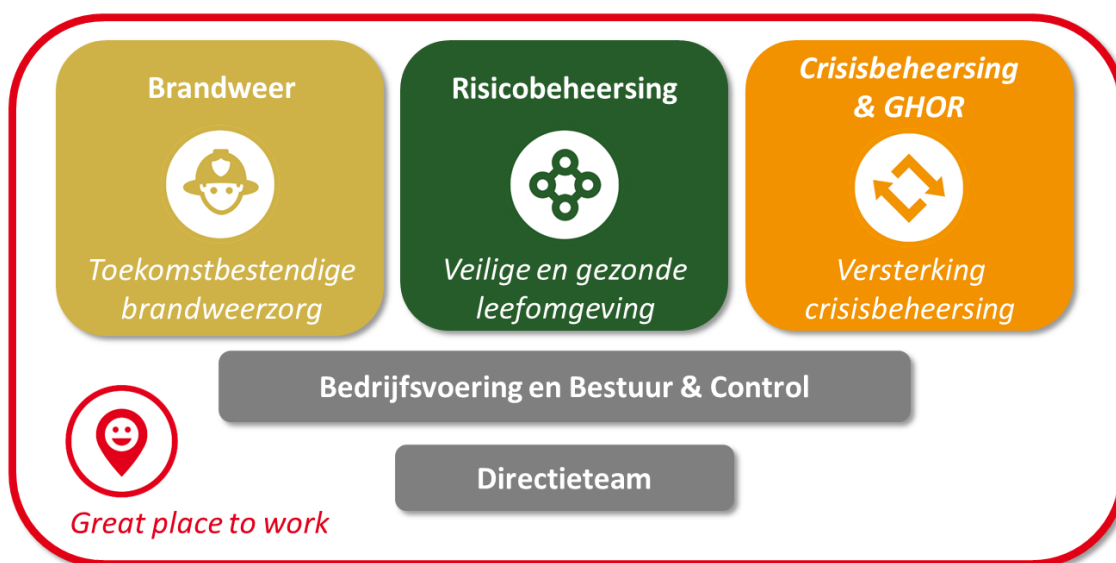 Brandweer
Toekomstbestendige
brandweerzorg
Risicobeheersing
Veilige en gezonde
leefomgeving
Crisisbeheersing
& GHOR
Versterking
crisisbeheersing
Bedrijfsvoering en Bestuur & Control
Directieteam
Great place to work